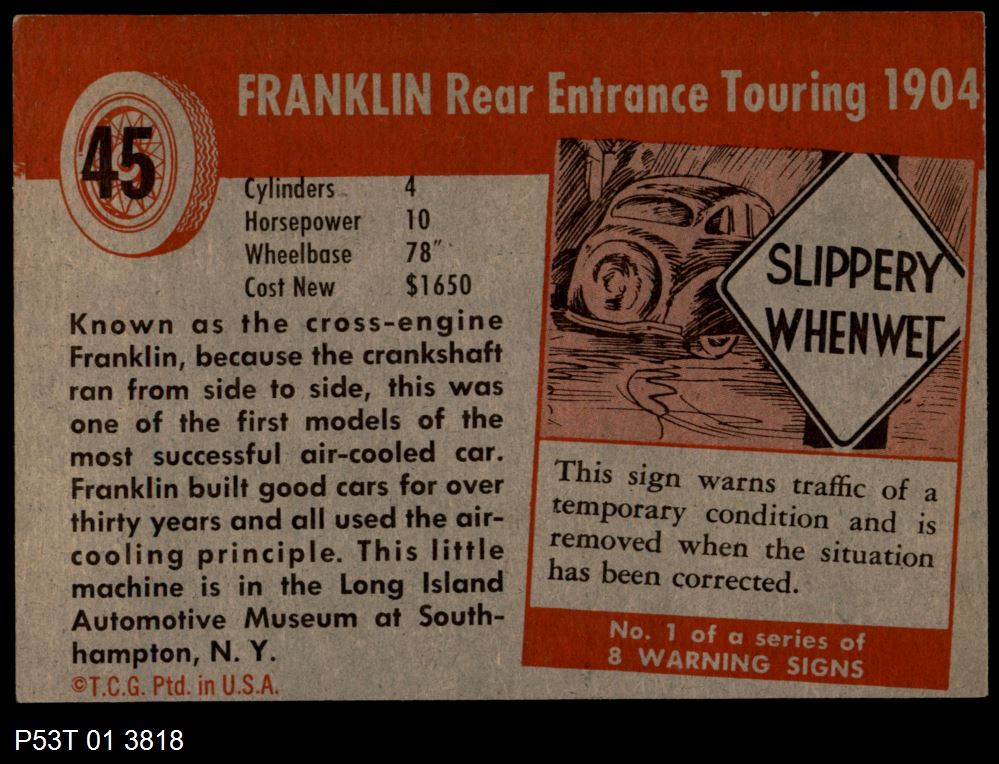 45
FRANKLIN Rear Entrance Touring 1904
Cylinders 4
Horsepower 10
Wheelbase 78"
Cost New $1650
Known as the cross-engine
Franklin, because the crankshaft
ran from side to side, this was
one of the first models of the
most successful air-cooled car.
Franklin built good cars for over
thirty years and all used the air-
cooling principle. This little
machine is in the Long Island
Automotive Museum at South-
hampton, N. Y.
©T.C.G. Ptd. in U.S.A.
SLIPPERY
WHEN WET
This sign warns traffic of a
temporary condition and is
removed when the situation
has been corrected.
No. 1 of a series of
8 WARNING SIGNS
P53T 01 3818